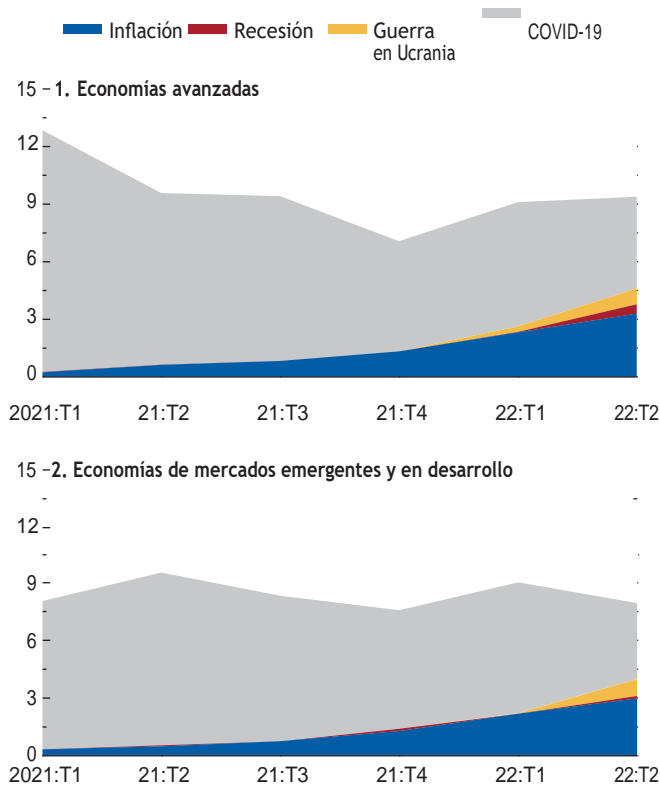 Inflación Recesión Guerra en Ucrania COVID-19
15 1. Economías avanzadas
12
9
6
3
0
2021:T1 21:T2 21:T3 21:T4 22:T1 22:T2
15 2. Economías de mercados emergentes y en desarrollo
12
9
6
3
0
2021:T1 21:T2 21:T3 21:T4 22:T1 22:T2